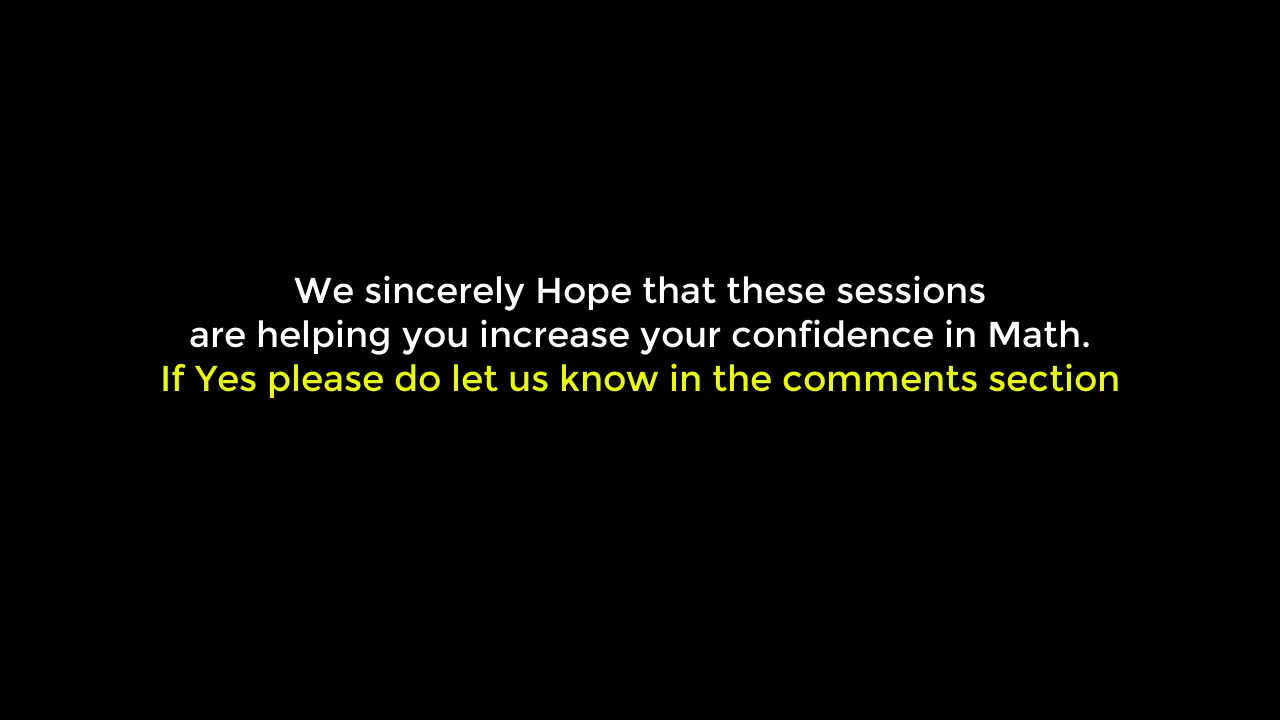 We sincerely Hope that these sessions
are helping you increase your confidence in Math.
If Yes please do let us know in the comments section